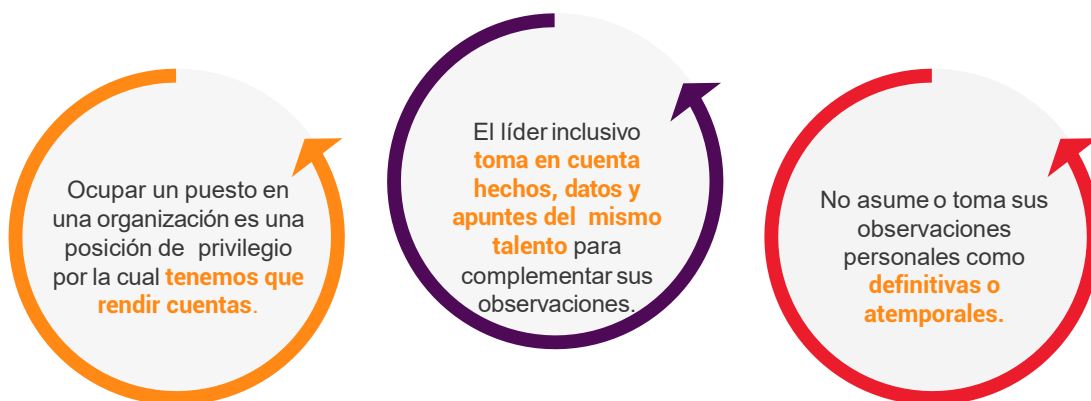 Ocupar un puesto en
una organización es una
posición de privilegio
por la cual tenemos que
rendir cuentas.
El líder inclusivo
toma en cuenta
hechos, datos y
apuntes del mismo
talento para
complementar sus
observaciones.
No asume o toma sus
observaciones
personales como
definitivas o
atemporales.